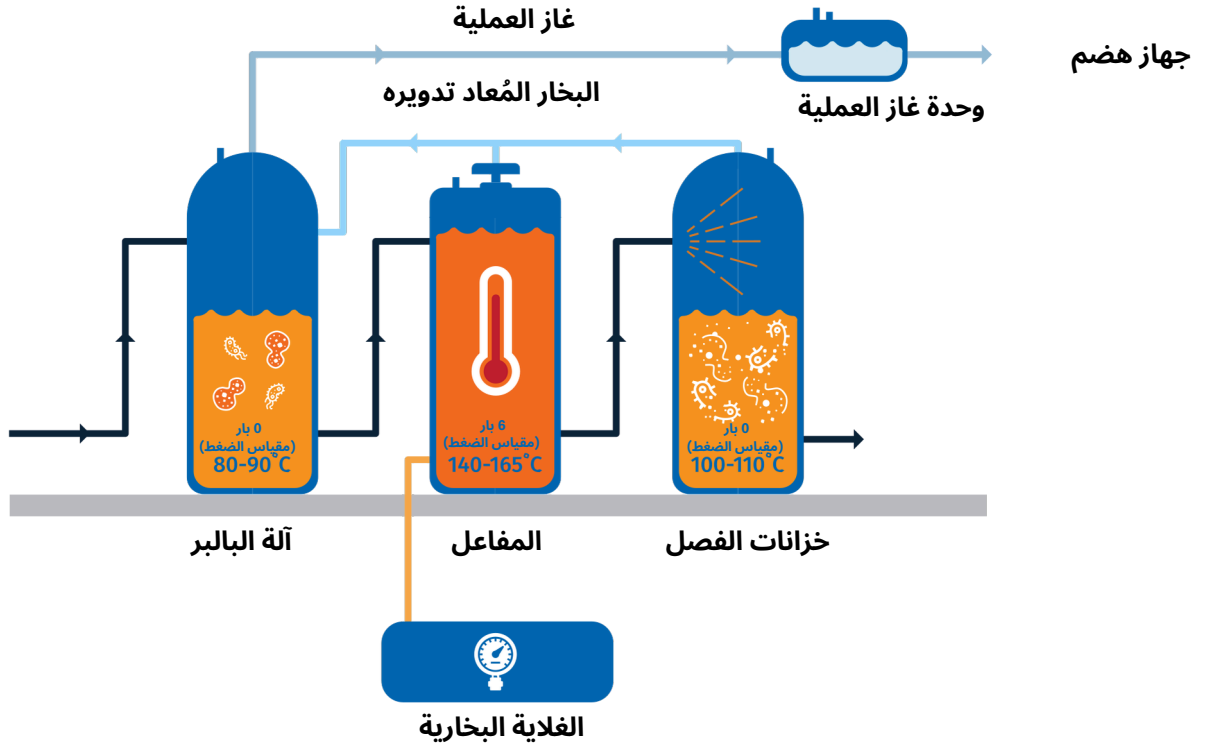 غاز العملية
جهاز هضم
البخار المُعاد تدويره
وحدة غاز العملية
0 بار
(مقياس الضغط)
80-90°C
6 بار
(مقياس الضغط)
140-165°C
0 بار
(مقياس الضغط)
100-110°C
آلة البالبر
المفاعل
خزانات الفصل
الغلاية البخارية